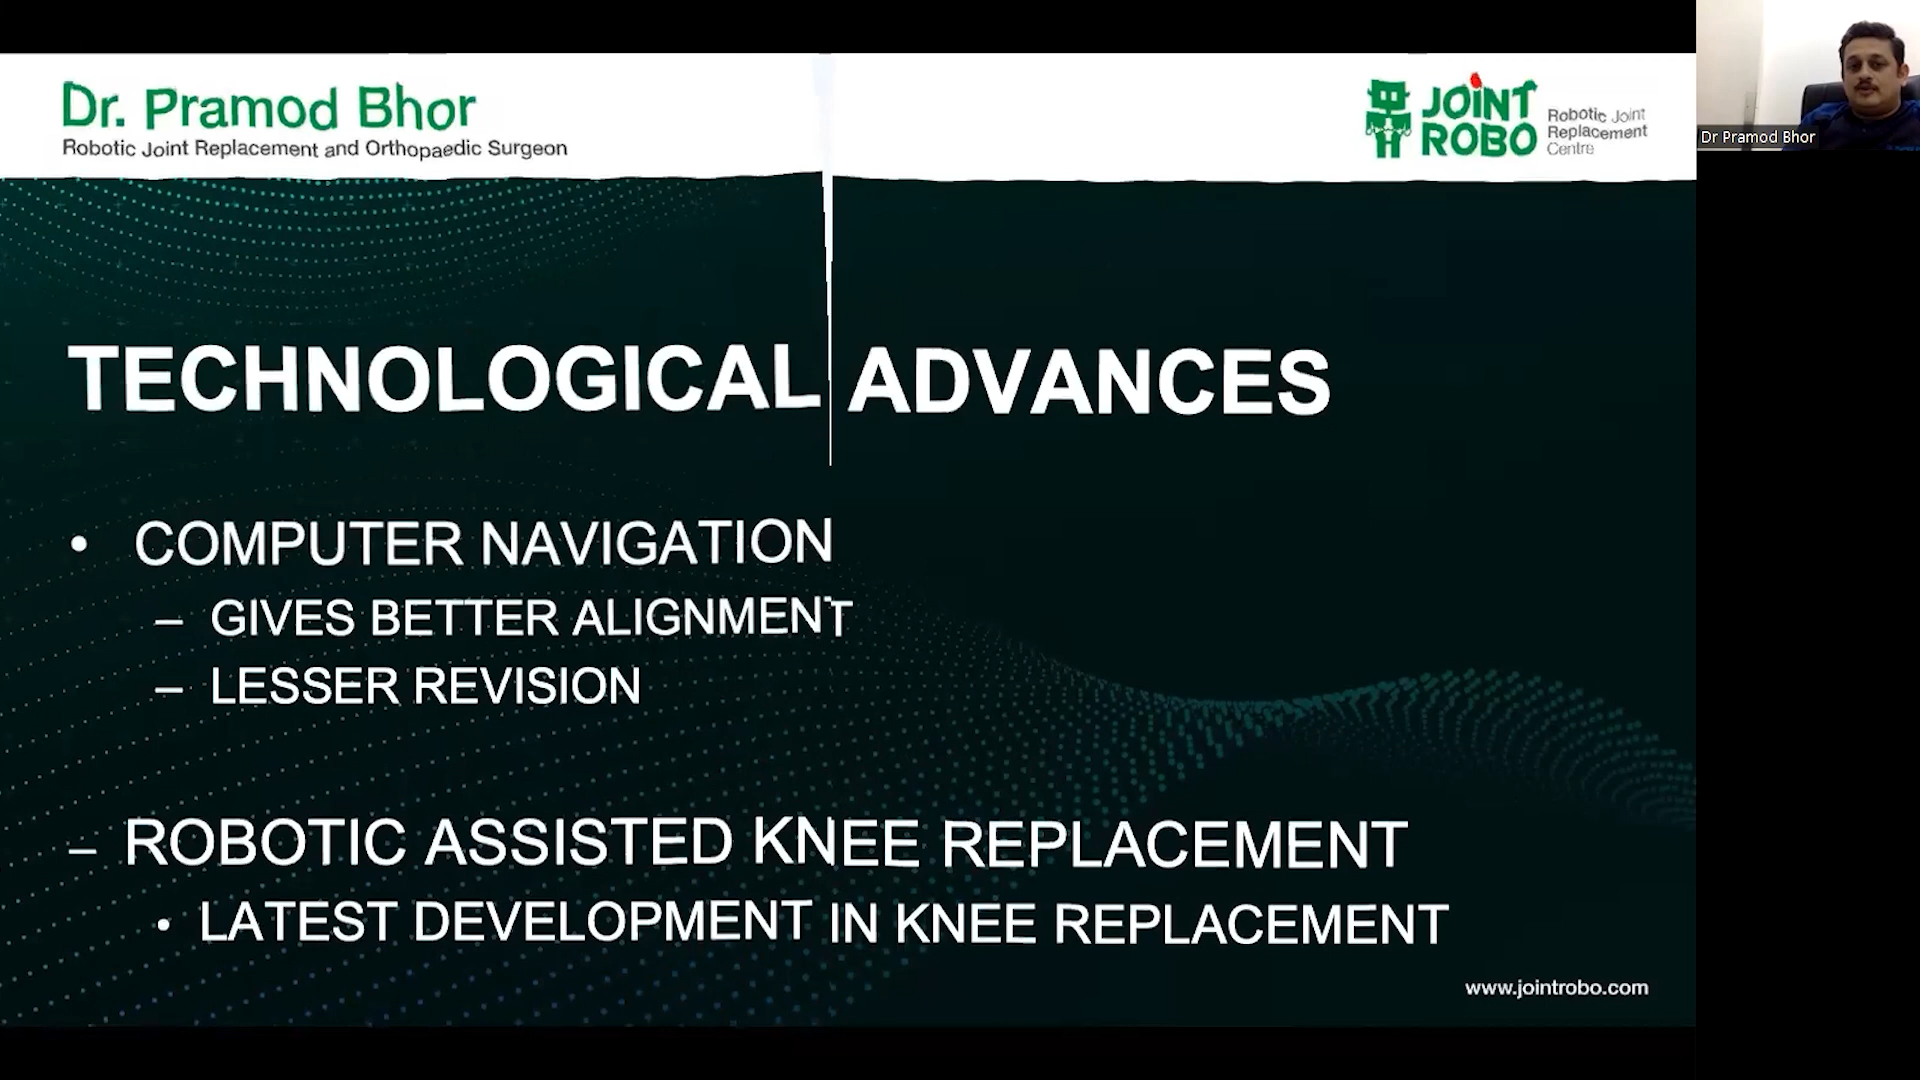 Dr. Pramod Bhor
Robotic Joint Replacement and Orthopaedic Surgeon
JOINT
ROBO
Robotic Joint
Replacement
Centre
Dr Pramod Bhor
TECHNOLOGICAL ADVANCES
• COMPUTER NAVIGATION
– GIVES BETTER ALIGNMENT
– LESSER REVISION
– ROBOTIC ASSISTED KNEE REPLACEMENT
• LATEST DEVELOPMENT IN KNEE REPLACEMENT
www.jointrobo.com